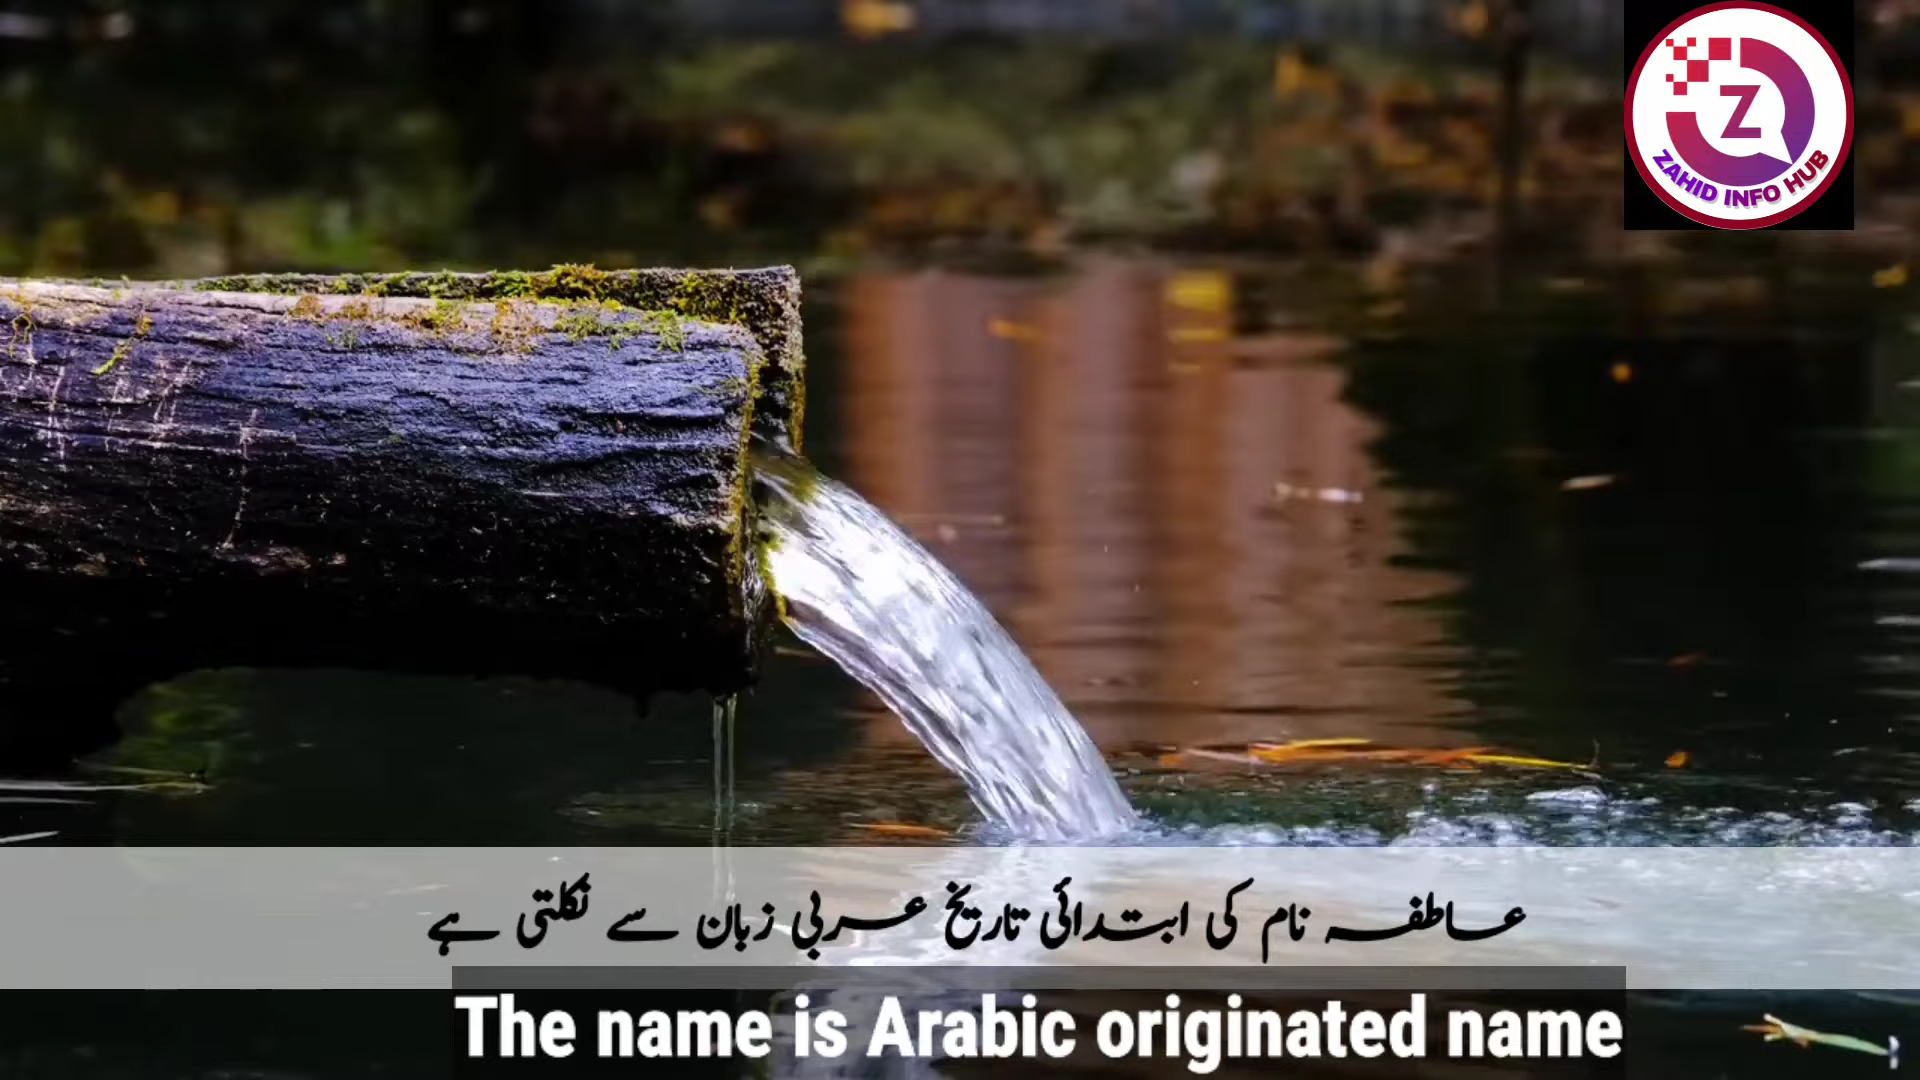 Z
ZAHID INFO HUB
عاطفہ نام کی ابتدائی تاریخ عربی زبان سے نکلتی ہے
The name is Arabic originated name